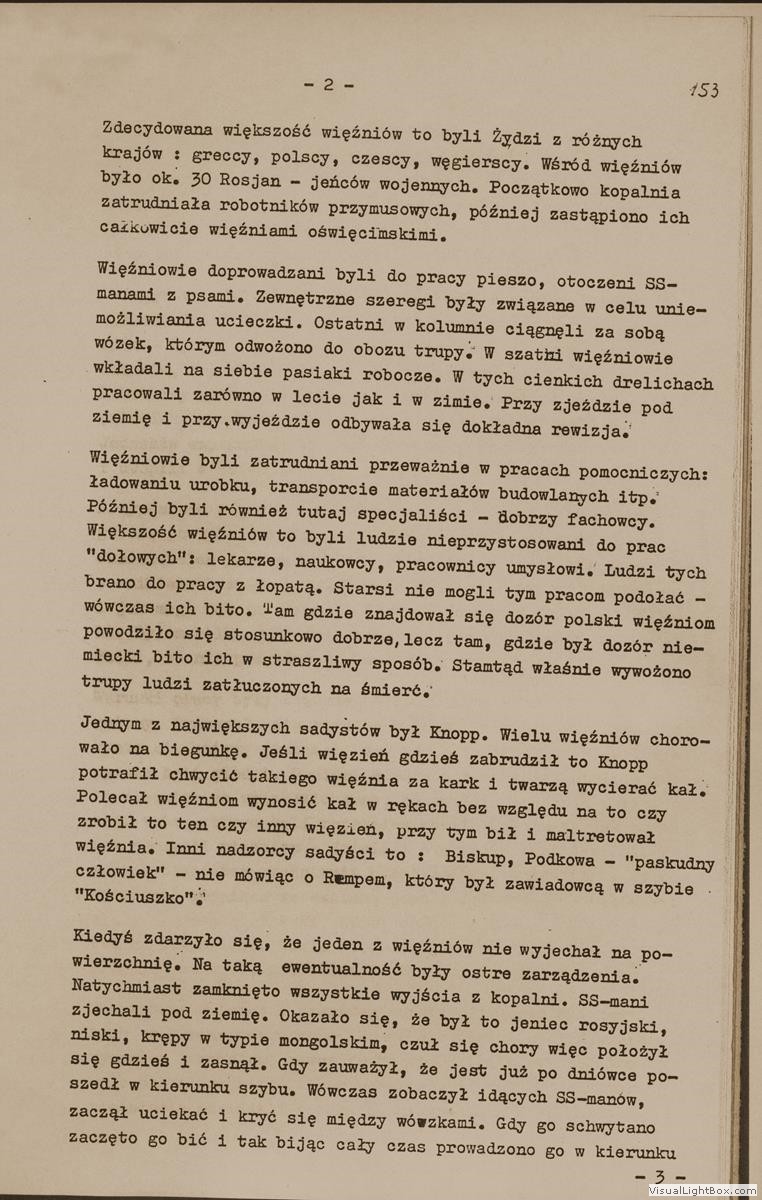 - 2 -
153
Zdecydowana większość więźniów to byli Żydzi z różnych
krajów : greccy, polscy, czescy, węgierscy. Wśród więźniów
było ok. 30 Rosjan - jeńców wojennych. Początkowo kopalnia
zatrudniała robotników przymusowych, później zastąpiono ich
całkowicie więźniami oświęcimskimi.
Więźniowie doprowadzani byli do pracy pieszo, otoczeni SS-
manami z psami. Zewnętrzne szeregi były związane w celu unie-
możliwiania ucieczki. Ostatni w kolumnie ciągnęli za sobą
wózek, którym odwożono do obozu trupy. W szatni więźniowie
wkładali na siebie pasiaki robocze. W tych cienkich drelichach
pracowali zarówno w lecie jak i w zimie. Przy zjeździe pod
ziemię i przy.wyjeździe odbywała się dokładna rewizja.
Więźniowie byli zatrudniani przeważnie w pracach pomocniczych:
ładowaniu urobku, transporcie materiałów budowlanych itp.
Później byli również tutaj specjaliści - dobrzy fachowcy.
Większość więźniów to byli ludzie nieprzystosowani do prac
"dołowych": lekarze, naukowcy, pracownicy umysłowi. Ludzi tych
brano do pracy z łopatą. Starsi nie mogli tym pracom podołać -
wówczas ich bito. Tam gdzie znajdował się dozór polski więźniom
powodziło się stosunkowo dobrze, lecz tam, gdzie był dozór nie-
miecki bito ich w straszliwy sposób. Stamtąd właśnie wywożono
trupy ludzi zatłuczonych na śmierć.
Jednym z największych sadystów był Knopp. Wielu więźniów choro-
wało na biegunkę. Jeśli więzień gdzieś zabrudził to Knopp
potrafił chwycić takiego więźnia za kark i twarzą wycierać kał.
Polecał więźniom wynosić kał w rękach bez względu na to czy
zrobił to ten czy inny więzień, przy tym bił i maltretował
więźnia. Inni nadzorcy sadyści to : Biskup, Podkowa - "paskudny
człowiek" - nie mówiąc o Rempem, który był zawiadowcą w szybie
"Kościuszko".
Kiedyś zdarzyło się, że jeden z więźniów nie wyjechał na po-
wierzchnię. Na taką ewentualność były ostre zarządzenia.
Natychmiast zamknięto wszystkie wyjścia z kopalni. SS-mani
zjechali pod ziemię. Okazało się, że był to jeniec rosyjski,
niski, krępy w typie mongolskim, czuł się chory więc położył
się gdzieś i zasnął. Gdy zauważył, że jest już po dniówce po-
szedł w kierunku szybu. Wówczas zobaczył idących SS-manów,
zaczął uciekać i kryć się między wózkami. Gdy go schwytano
zaczęto go bić i tak bijąc cały czas prowadzono go w kierunku
- 3 -
VisualLightBox.com